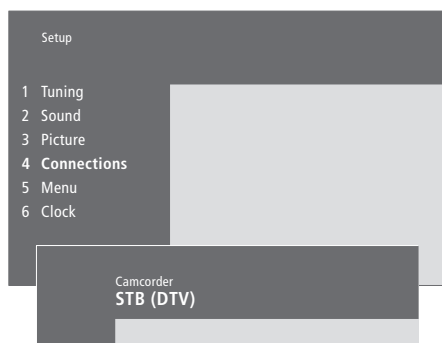 Setup
1 Tuning
2 Sound
3 Picture
4 Connections
5 Menu
6 Clock
Camcorder
STB (DTV)